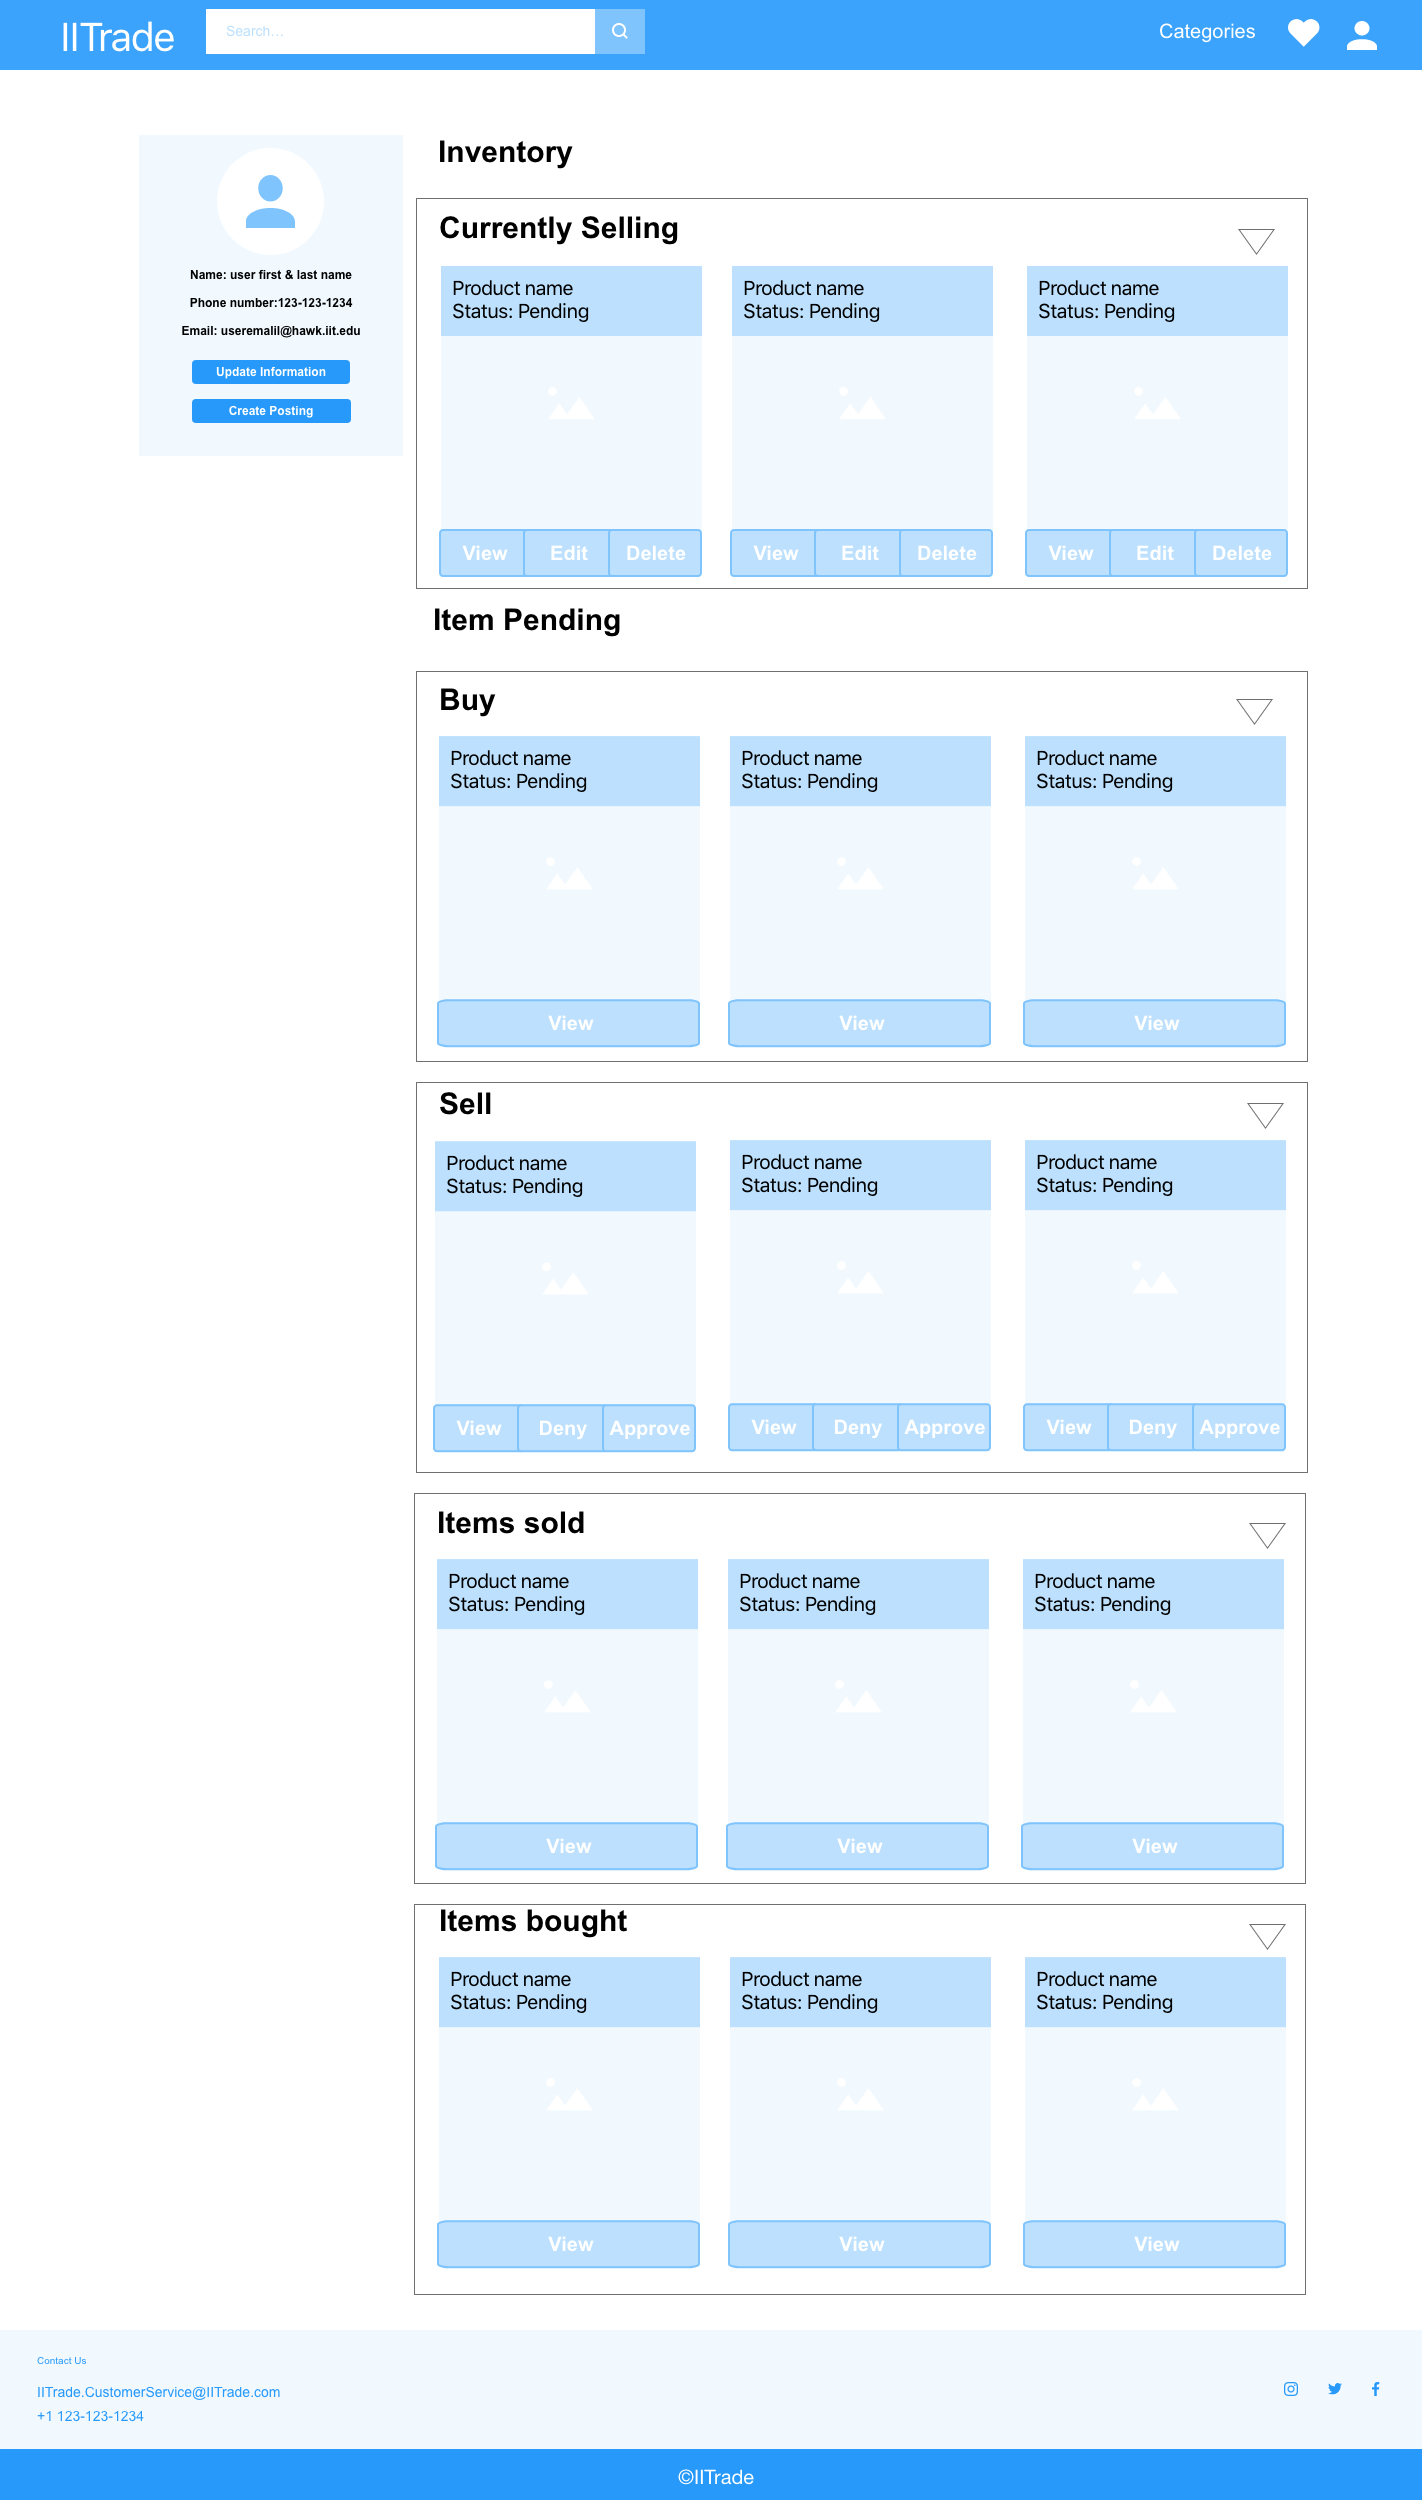 IITrade
Search...
Categories
Name: user first & last name
Phone number:123-123-1234
Email: useremalil@hawk.iit.edu
Update Information
Create Posting
Inventory
Currently Selling
Product name
Status: Pending
Product name
Status: Pending
Product name
Status: Pending
View Edit Delete
View Edit Delete
View Edit Delete
Item Pending
Buy
Product name
Status: Pending
Product name
Status: Pending
Product name
Status: Pending
View
View
View
Sell
Product name
Status: Pending
Product name
Status: Pending
Product name
Status: Pending
View Deny Approve
View Deny Approve
View Deny Approve
Items sold
Product name
Status: Pending
Product name
Status: Pending
Product name
Status: Pending
View
View
View
Items bought
Product name
Status: Pending
Product name
Status: Pending
Product name
Status: Pending
View
View
View
Contact Us
IITrade.CustomerService@IITrade.com
+1 123-123-1234
©IITrade